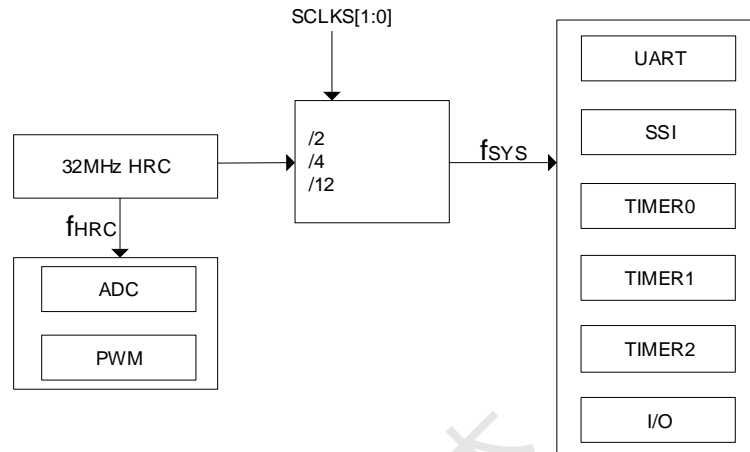 SCLKS[1:0]
UART
/2
/4
/12
SSI
32MHz HRC
fSYS
TIMER0
fHRC
ADC
TIMER1
PWM
TIMER2
I/O